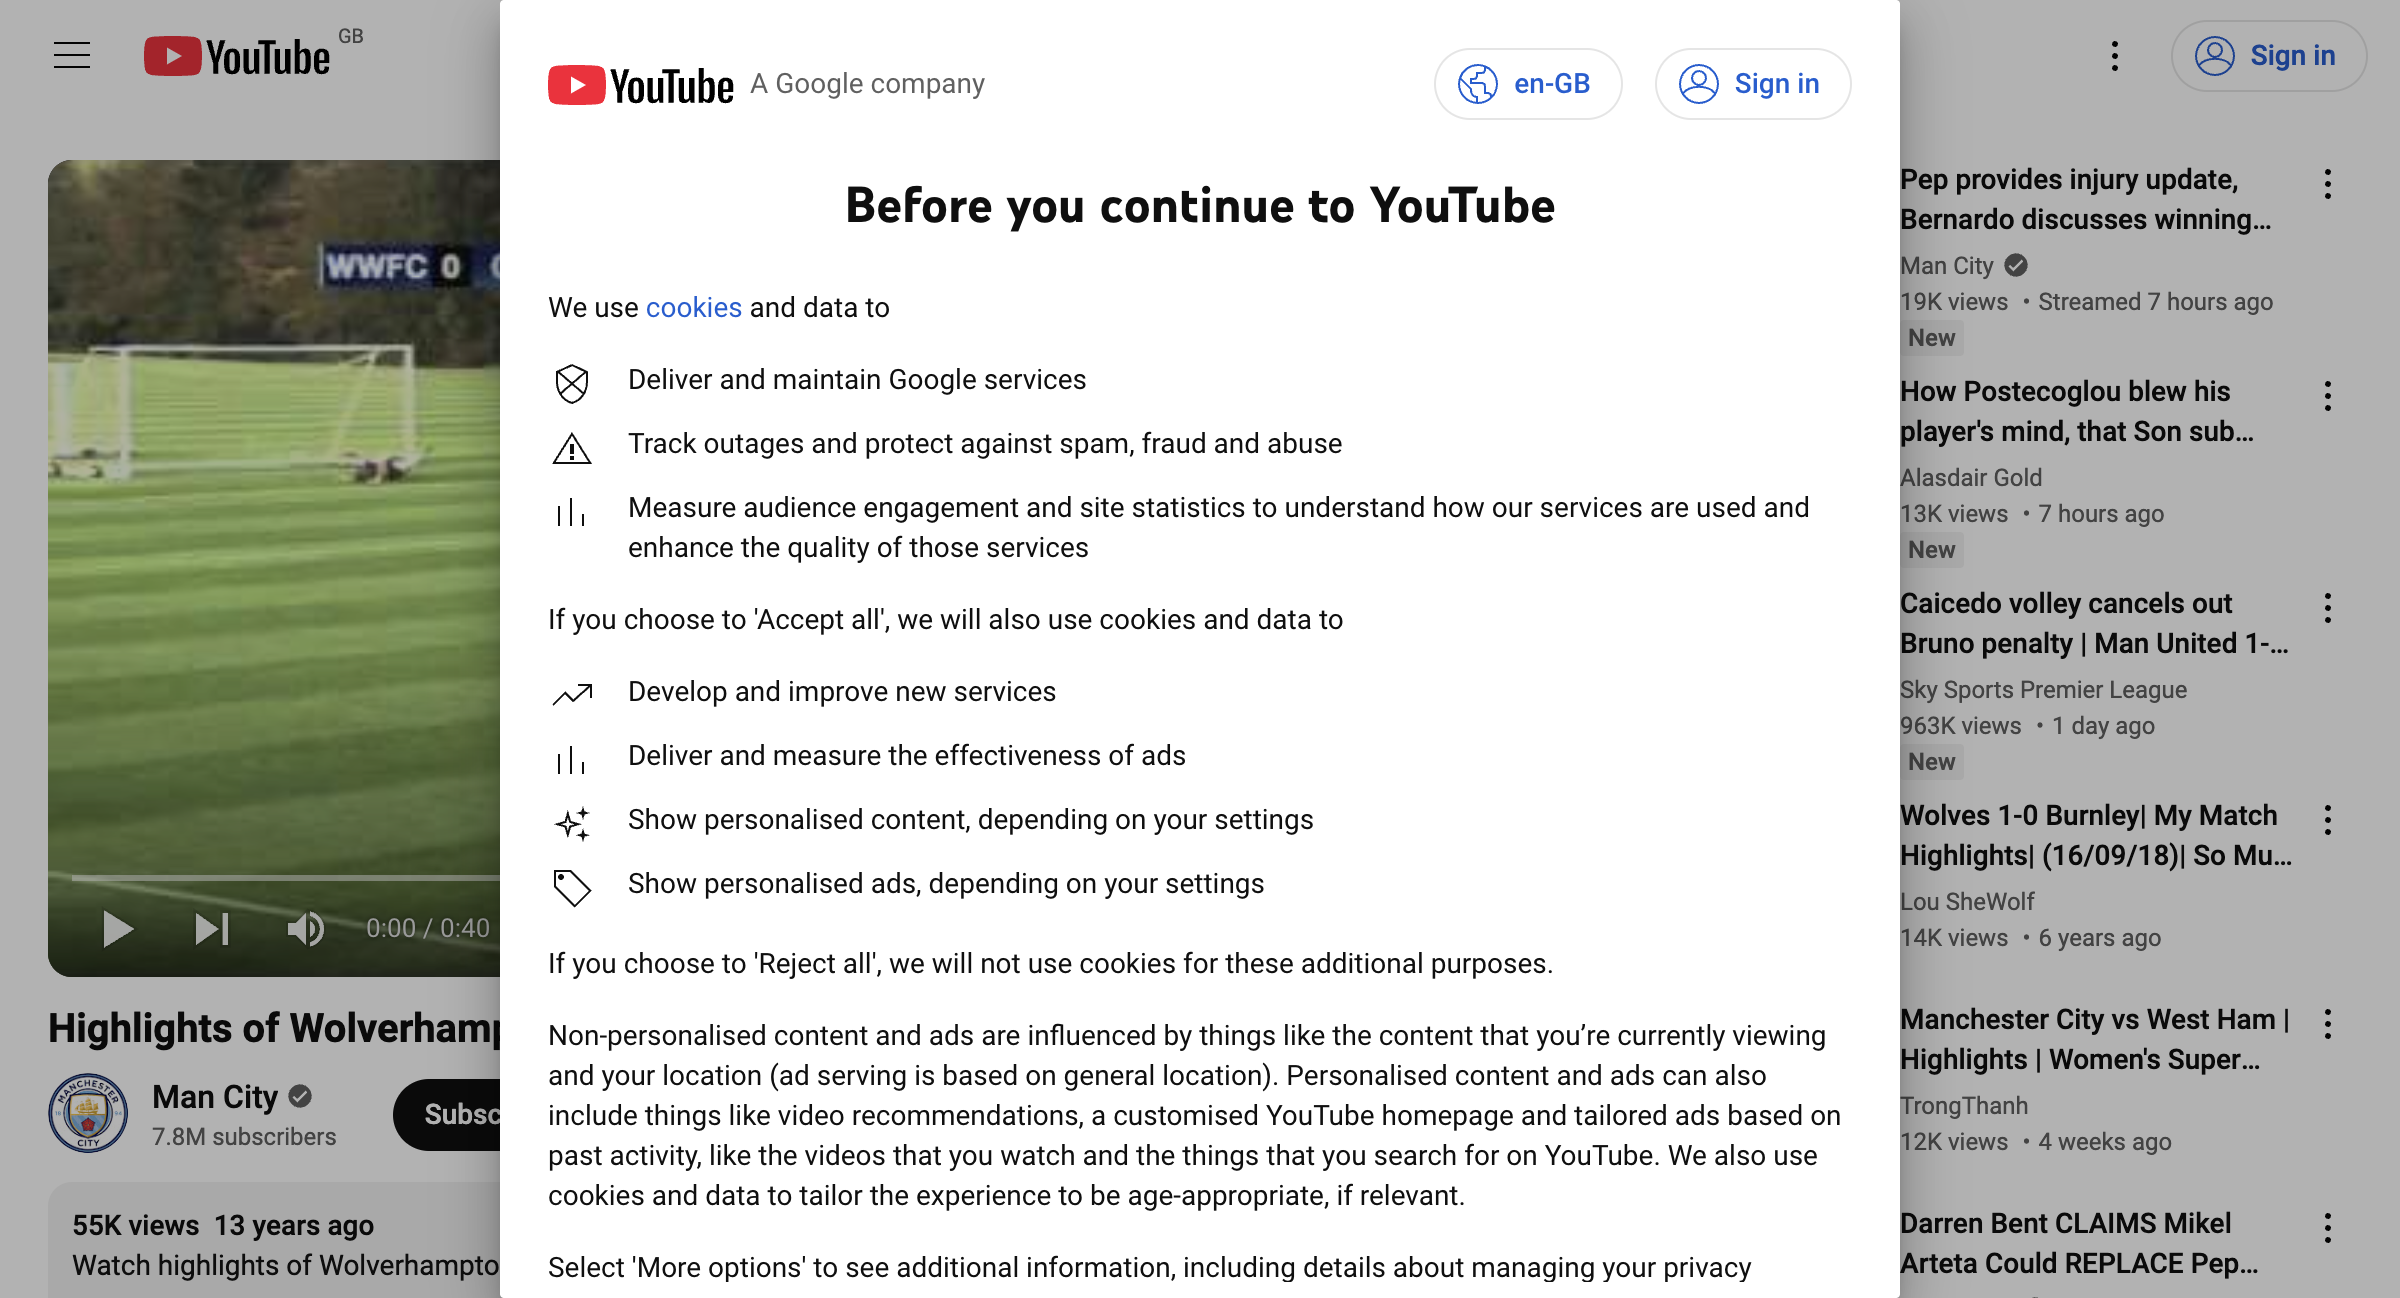 YouTube GB
Sign in
WWFC 0
0:00 / 0:40
Highlights of Wolverhamp
MANCHESTER
CITY
Man City
7.8M subscribers
Subsc
55K views 13 years ago
Watch highlights of Wolverhampto
YouTube A Google company
en-GB
Sign in
Before you continue to YouTube
We use cookies and data to
Deliver and maintain Google services
Track outages and protect against spam, fraud and abuse
Measure audience engagement and site statistics to understand how our services are used and
enhance the quality of those services
If you choose to 'Accept all', we will also use cookies and data to
Develop and improve new services
Deliver and measure the effectiveness of ads
Show personalised content, depending on your settings
Show personalised ads, depending on your settings
If you choose to 'Reject all', we will not use cookies for these additional purposes.
Non-personalised content and ads are influenced by things like the content that you’re currently viewing
and your location (ad serving is based on general location). Personalised content and ads can also
include things like video recommendations, a customised YouTube homepage and tailored ads based on
past activity, like the videos that you watch and the things that you search for on YouTube. We also use
cookies and data to tailor the experience to be age-appropriate, if relevant.
Select 'More options' to see additional information, including details about managing your privacy
Pep provides injury update,
Bernardo discusses winning...
Man City
19K views • Streamed 7 hours ago
New
How Postecoglou blew his
player's mind, that Son sub...
Alasdair Gold
13K views • 7 hours ago
New
Caicedo volley cancels out
Bruno penalty | Man United 1-...
Sky Sports Premier League
963K views • 1 day ago
New
Wolves 1-0 Burnley| My Match
Highlights| (16/09/18)| So Mu...
Lou SheWolf
14K views • 6 years ago
Manchester City vs West Ham |
Highlights | Women's Super...
TrongThanh
12K views • 4 weeks ago
Darren Bent CLAIMS Mikel
Arteta Could REPLACE Pep...